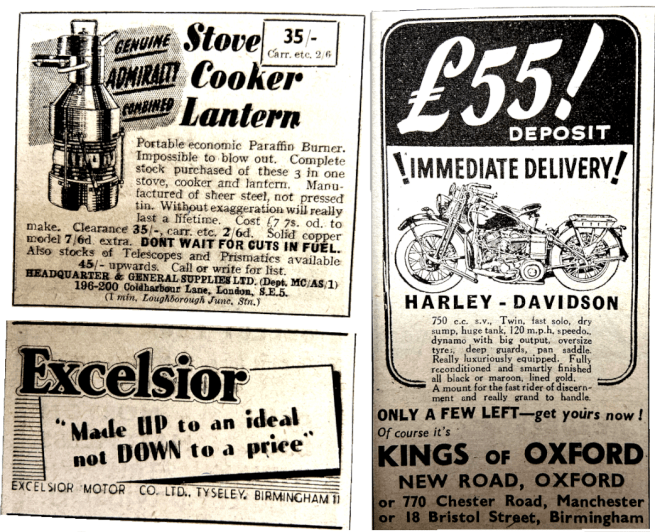 GENUINE
ADMIRALTY
COMBINED
Stove
Cooker
Lantern
35/-
Carr. etc. 2/6
Portable economic Paraffin Burner.
Impossible to blow out. Complete
stock purchased of these 3 in one
stove, cooker and lantern. Manu-
factured of sheer steel, not pressed
tin. Without exaggeration will really
last a lifetime. Cost £7 7s. od. to
make. Clearance 35/-, carr. etc. 2/6d. Solid copper
model 7/6d. extra. DONT WAIT FOR CUTS IN FUEL.
Also stocks of Telescopes and Prismatics available
45/- upwards. Call or write for list.
HEADQUARTER & GENERAL SUPPLIES LTD. (Dept. MC/AS/1)
196-200 Coldharbour Lane, London, S.E.5.
(1 min. Loughborough Junc. Stn.)
Excelsior
"Made UP to an ideal
not DOWN to a price"
EXCELSIOR MOTOR CO. LTD., TYSELEY, BIRMINGHAM 11
£55!
DEPOSIT
!IMMEDIATE DELIVERY!
HARLEY - DAVIDSON
750 c.c. s.v., Twin, fast solo, dry
sump, huge tank, 120 m.p.h. speedo.,
dynamo with big output, oversize
tyres, deep guards, pan saddle.
Really luxuriously equipped. Fully
reconditioned and smartly finished
all black or maroon, lined gold.
A mount for the fast rider of discern-
ment and really grand to handle.
ONLY A FEW LEFT—get yours now!
Of course it's
KINGS OF OXFORD
NEW ROAD, OXFORD
or 770 Chester Road, Manchester
or 18 Bristol Street, Birmingham